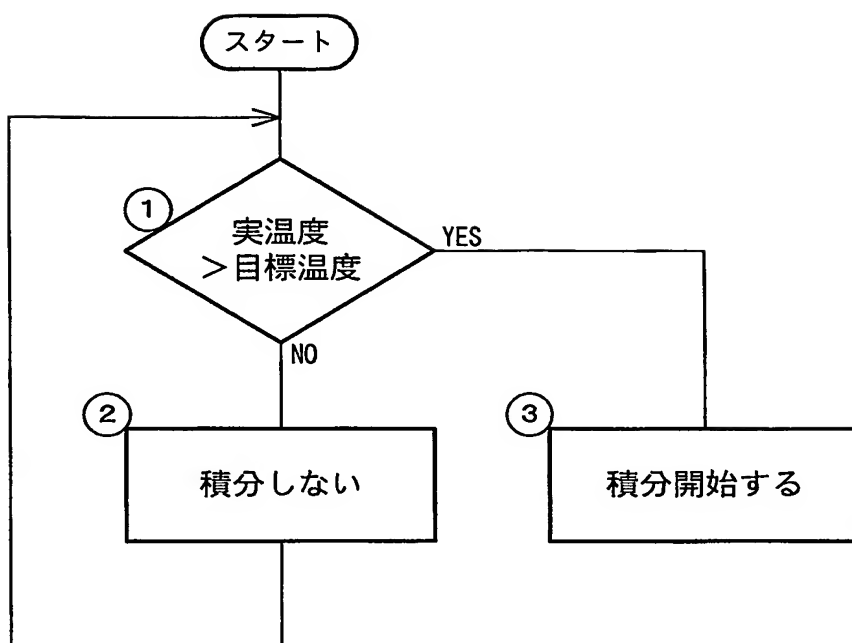 スタート
①
実温度
＞目標温度
YES
NO
②
積分しない
③
積分開始する